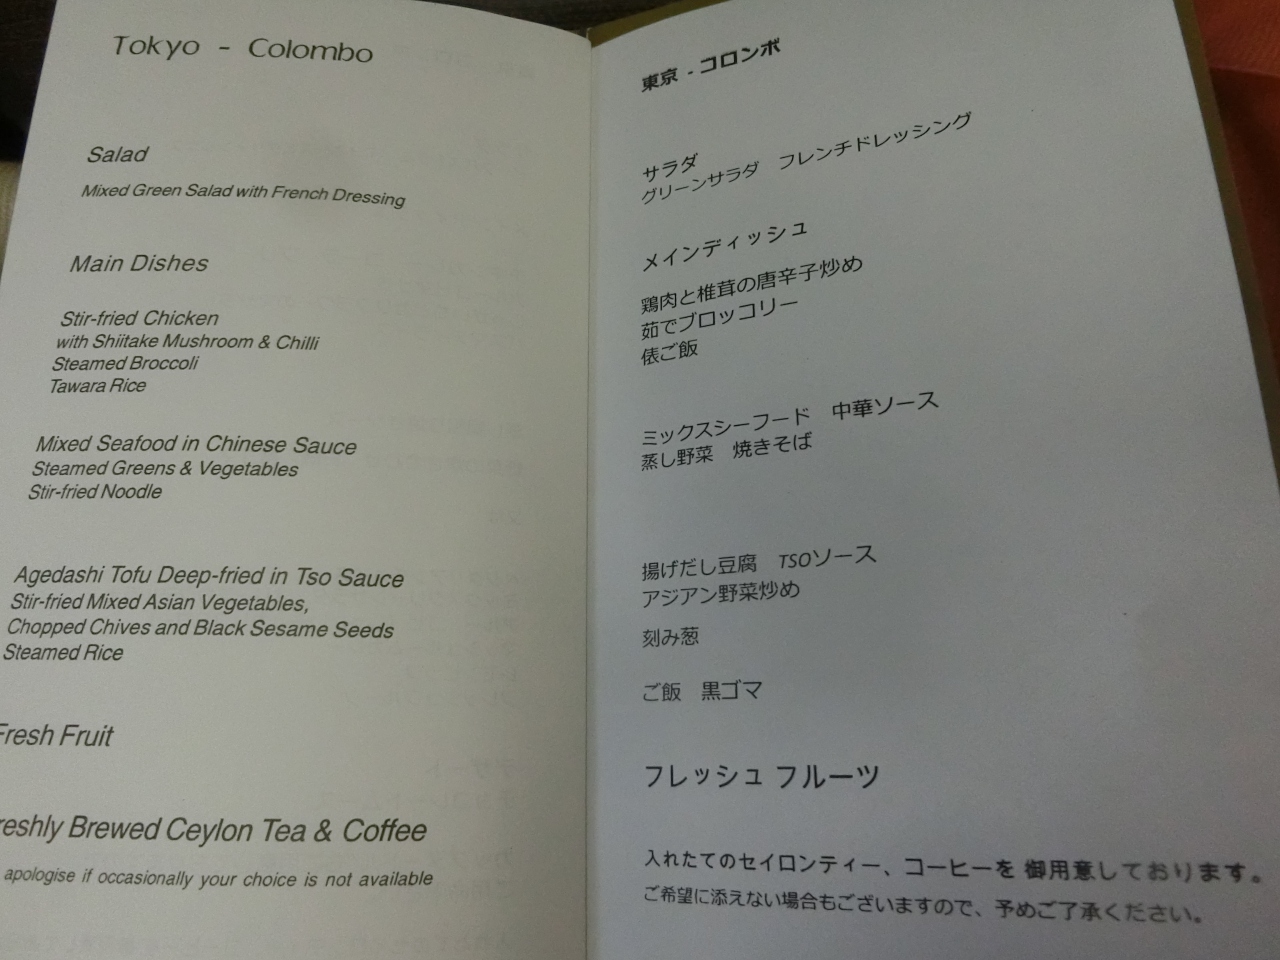 Tokyo - Colombo
Salad
Mixed Green Salad with French Dressing
Main Dishes
Stir-fried Chicken
with Shiitake Mushroom & Chilli
Steamed Broccoli
Tawara Rice
Mixed Seafood in Chinese Sauce
Steamed Greens & Vegetables
Stir-fried Noodle
Agedashi Tofu Deep-fried in Tso Sauce
Stir-fried Mixed Asian Vegetables,
Chopped Chives and Black Sesame Seeds
Steamed Rice
Fresh Fruit
reshly Brewed Ceylon Tea & Coffee
apologise if occasionally your choice is not available
東京 - コロンボ
サラダ
グリーンサラダ フレンチドレッシング
メインディッシュ
鶏肉と椎茸の唐辛子炒め
茹でブロッコリー
俵ご飯
ミックスシーフード 中華ソース
蒸し野菜 焼きそば
揚げだし豆腐 TSOソース
アジアン野菜炒め
刻み葱
ご飯 黒ゴマ
フレッシュ フルーツ
入れたてのセイロンティー、コーヒーを 御用意しております。
ご希望に添えない場合もございますので、予めご了承ください。